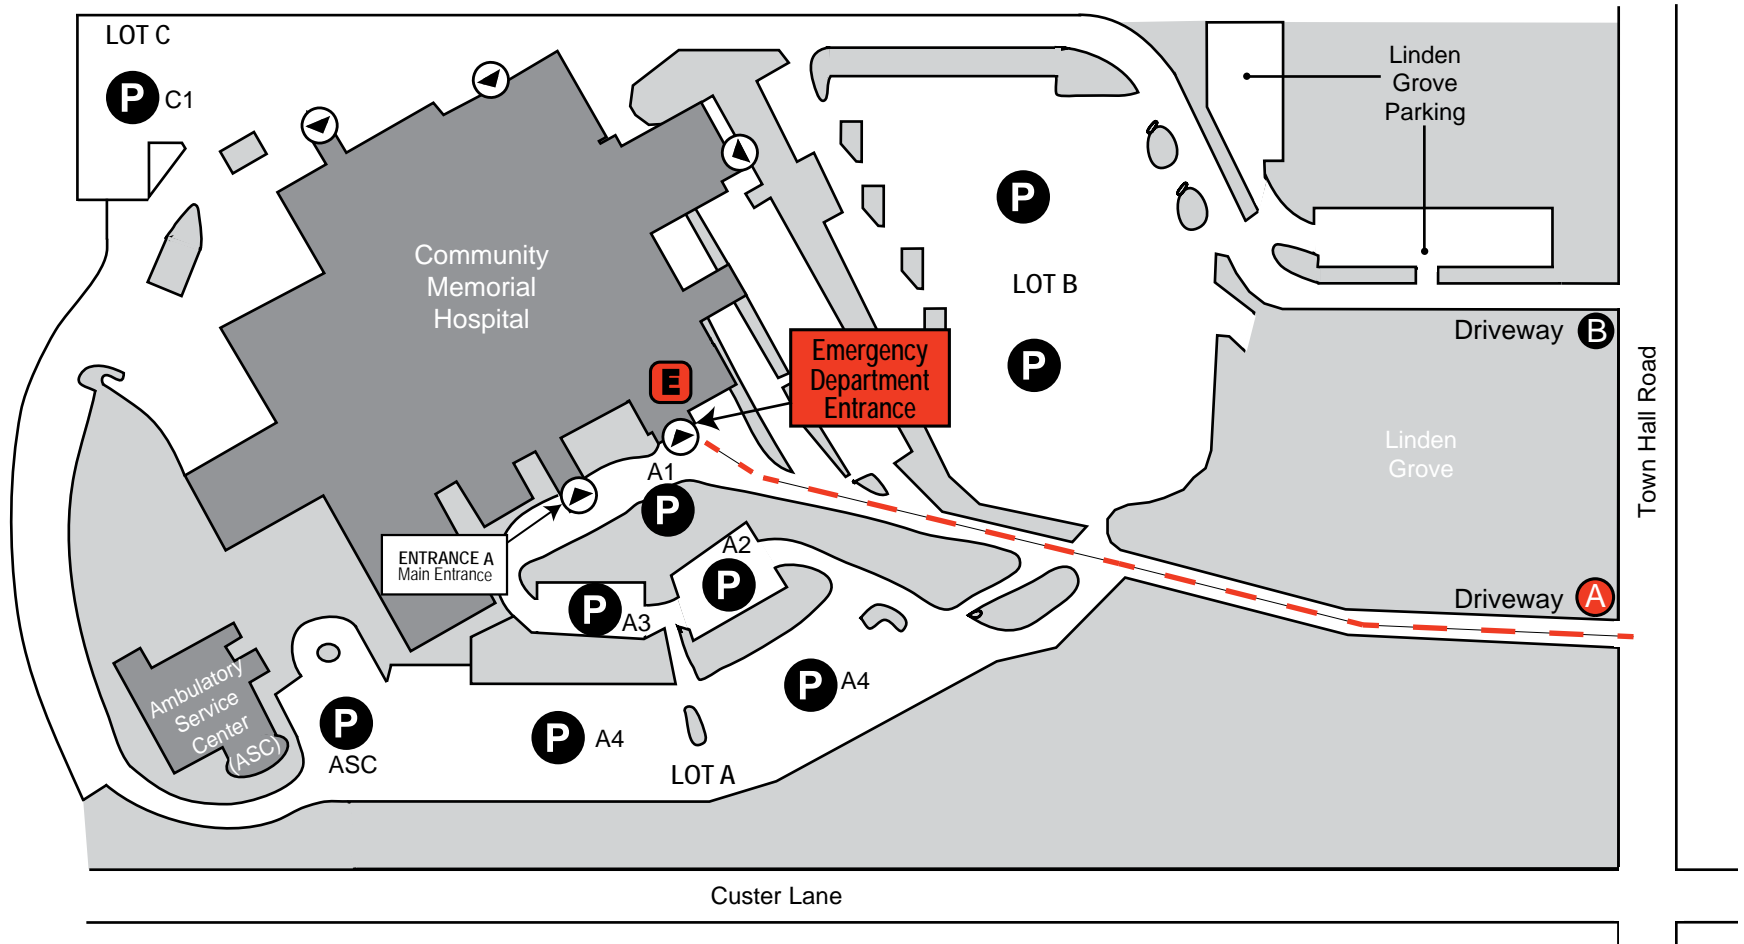 LOT C
P
C1
Linden
Grove
Parking
P
Community
Memorial
Hospital
LOT B
Driveway B
Emergency
Department
Entrance
E
P
Town Hall Road
Linden
Grove
A1
P
ENTRANCE A
Main Entrance
A2
P
P
A3
Driveway A
Ambulatory
Service
Center
(ASC)
P
ASC
P
A4
P
A4
LOT A
Custer Lane